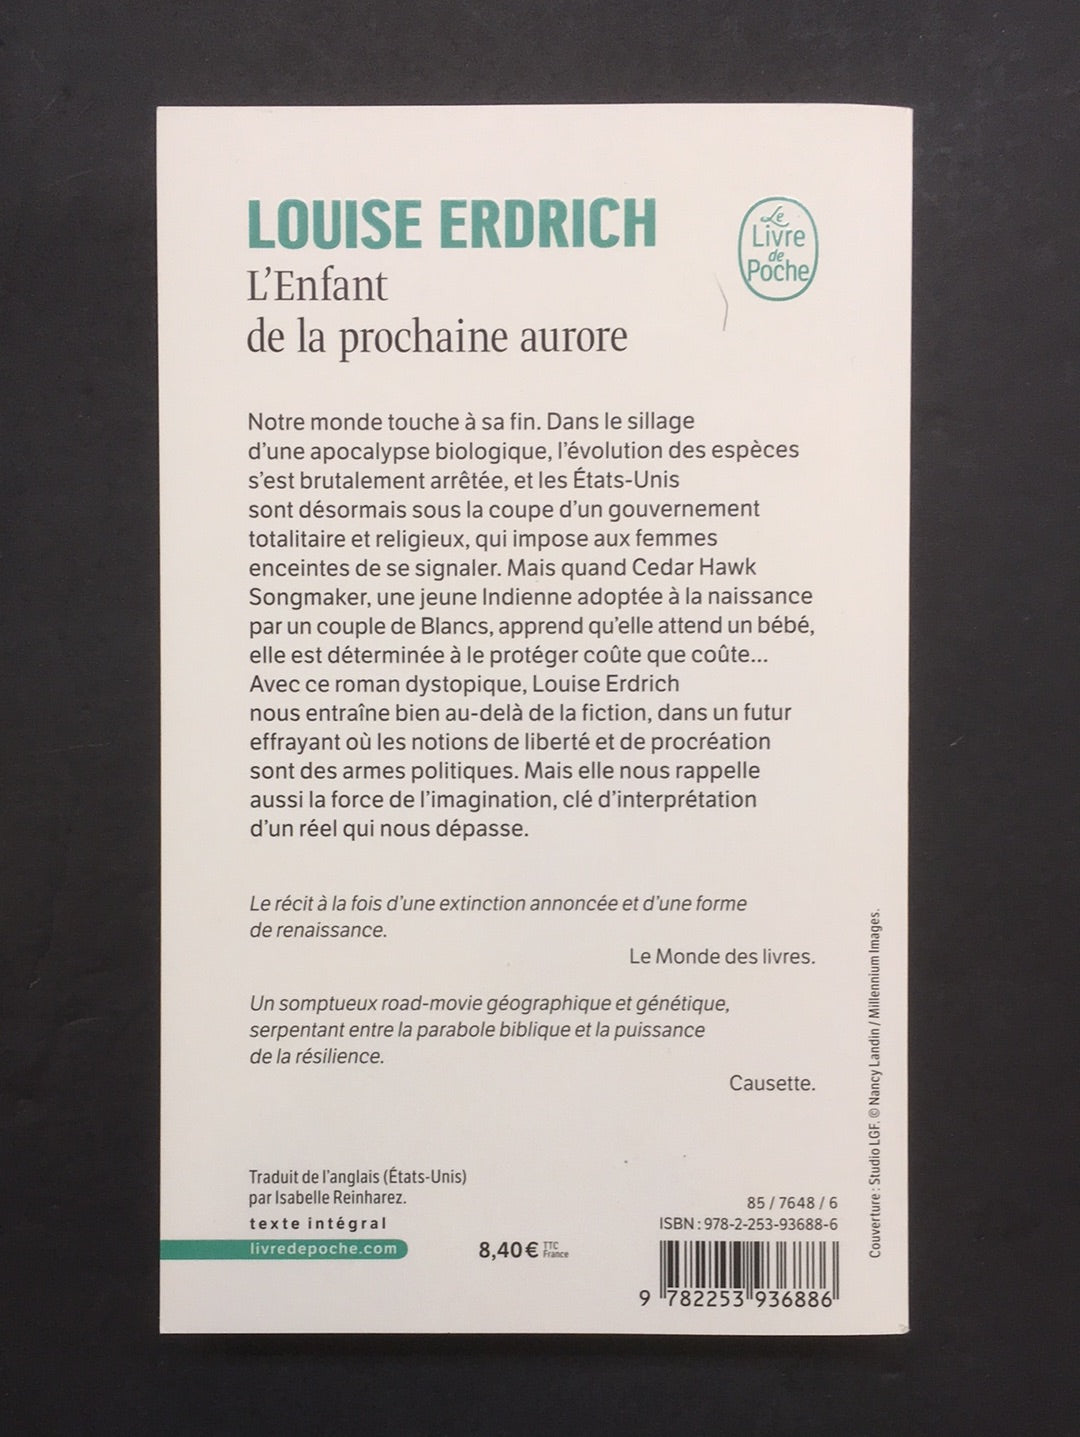 LOUISE ERDRICH
L'Enfant
de la prochaine aurore
Le
Livre
de
Poche
Notre monde touche à sa fin. Dans le sillage
d'une apocalypse biologique, l'évolution des espèces
s'est brutalement arrêtée, et les États-Unis
sont désormais sous la coupe d'un gouvernement
totalitaire et religieux, qui impose aux femmes
enceintes de se signaler. Mais quand Cedar Hawk
Songmaker, une jeune Indienne adoptée à la naissance
par un couple de Blancs, apprend qu'elle attend un bébé,
elle est déterminée à le protéger coûte que coûte...
Avec ce roman dystopique, Louise Erdrich
nous entraîne bien au-delà de la fiction, dans un futur
effrayant où les notions de liberté et de procréation
sont des armes politiques. Mais elle nous rappelle
aussi la force de l'imagination, clé d'interprétation
d'un réel qui nous dépasse.
Le récit à la fois d'une extinction annoncée et d'une forme
de renaissance.
Le Monde des livres.
Un somptueux road-movie géographique et génétique,
serpentant entre la parabole biblique et la puissance
de la résilience.
Causette.
Traduit de l'anglais (États-Unis)
par Isabelle Reinharez.
texte intégral
livredepoche.com
8,40 € TTC
France
85 / 7648 / 6
ISBN : 978-2-253-93688-6
9 782253 936886
Couverture : Studio LGF. © Nancy Landin / Millennium Images.